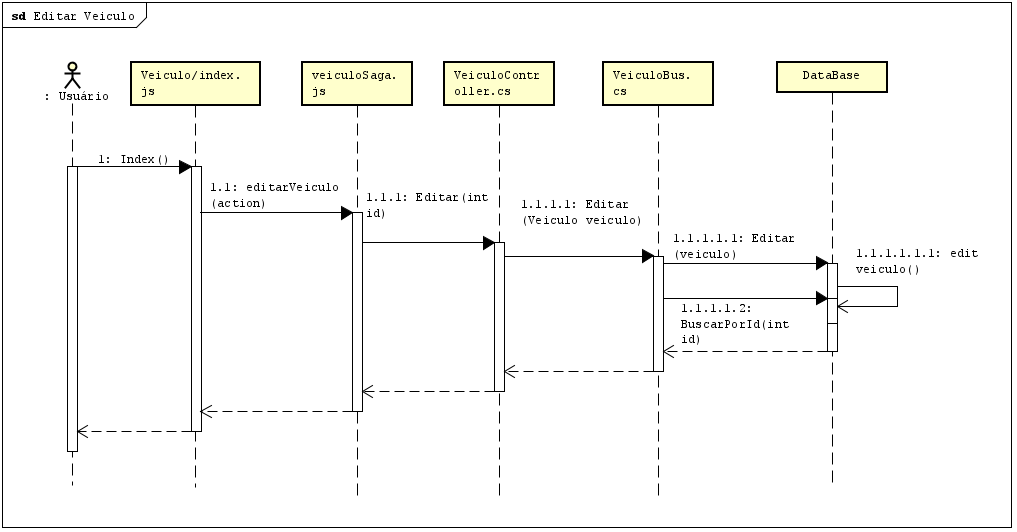 sd Editar Veiculo
: Usuário
Veiculo/index.
js
veiculoSaga.
js
VeiculoContr
oller.cs
VeiculoBus.
cs
DataBase
1: Index()
1.1: editarVeiculo
(action)
1.1.1: Editar(int
id)
1.1.1.1: Editar
(Veiculo veiculo)
1.1.1.1.1: Editar
(veiculo)
1.1.1.1.1.1: edit
veiculo()
1.1.1.1.2:
BuscarPorId(int
id)